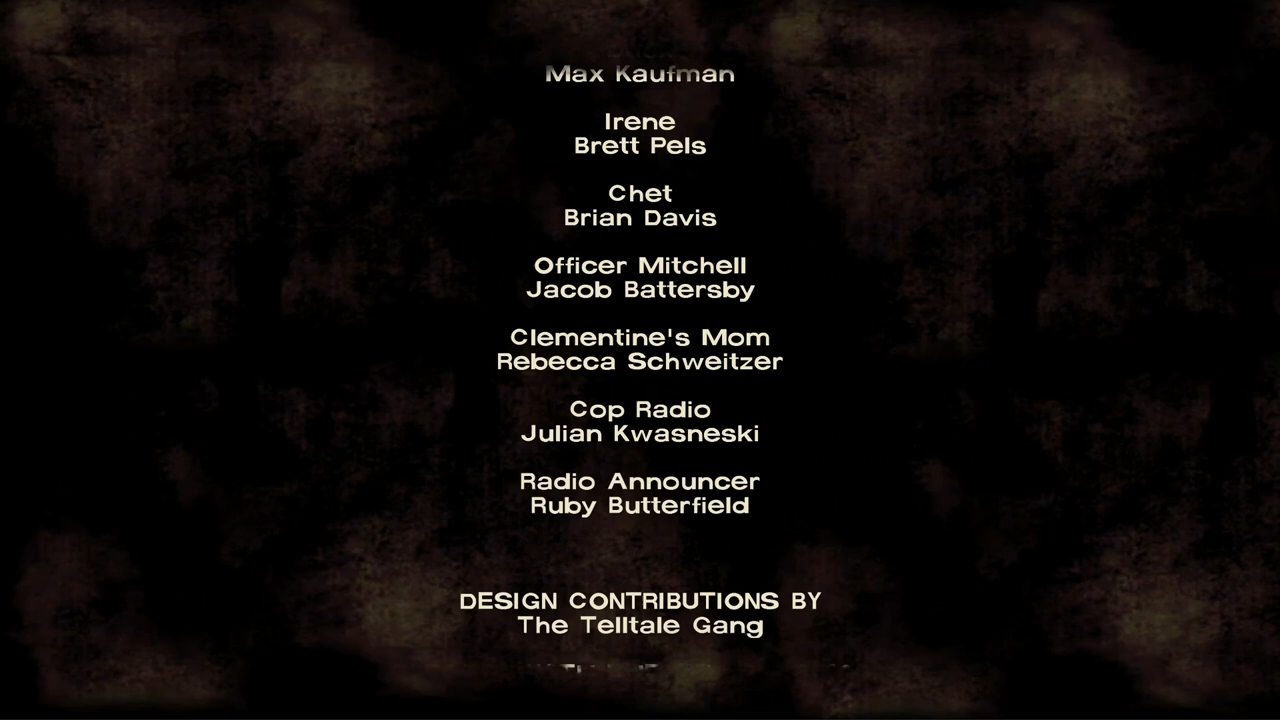 Max Kaufman
Irene
Brett Pels
Chet
Brian Davis
Officer Mitchell
Jacob Battersby
Clementine's Mom
Rebecca Schweitzer
Cop Radio
Julian Kwasneski
Radio Announcer
Ruby Butterfield
DESIGN CONTRIBUTIONS BY
The Telltale Gang